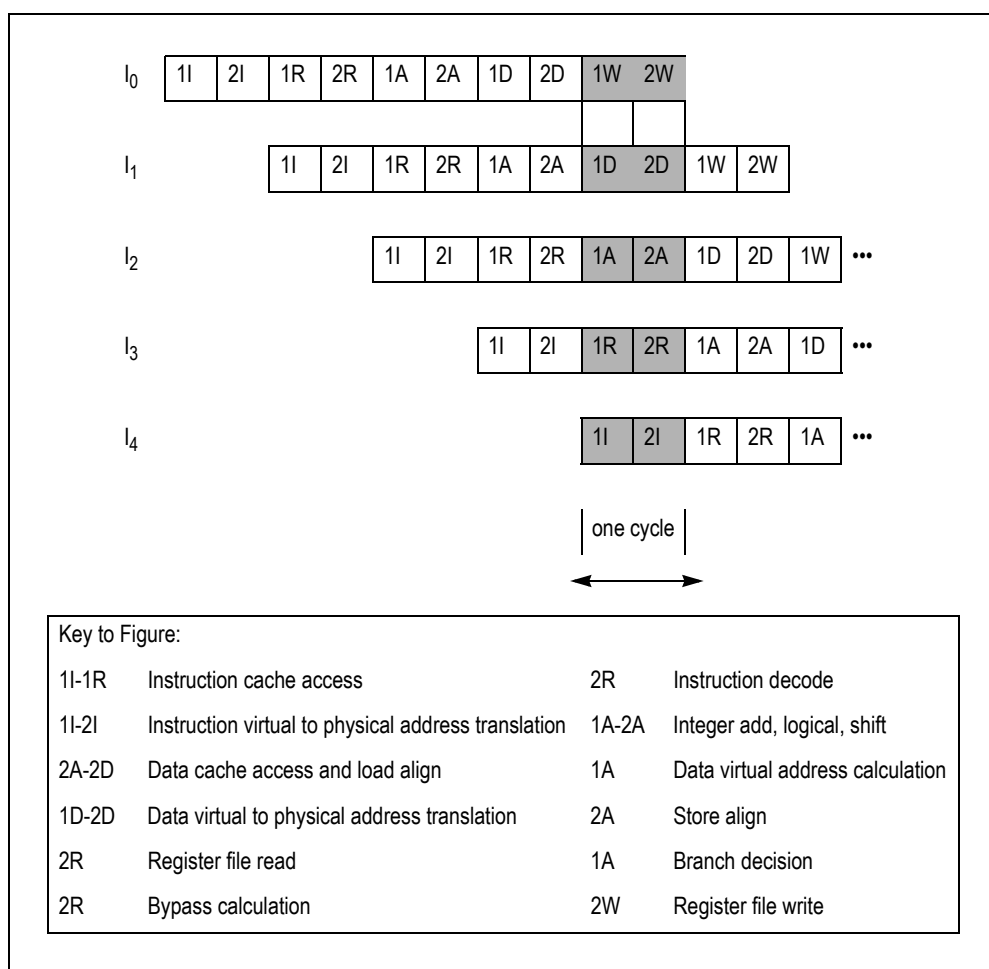 I0 1I 2I 1R 2R 1A 2A 1D 2D 1W 2W
I1 1I 2I 1R 2R 1A 2A 1D 2D 1W 2W
I2 1I 2I 1R 2R 1A 2A 1D 2D 1W •••
I3 1I 2I 1R 2R 1A 2A 1D •••
I4 1I 2I 1R 2R 1A •••
one cycle
Key to Figure:
1I-1R Instruction cache access 2R Instruction decode
1I-2I Instruction virtual to physical address translation 1A-2A Integer add, logical, shift
2A-2D Data cache access and load align 1A Data virtual address calculation
1D-2D Data virtual to physical address translation 2A Store align
2R Register file read 1A Branch decision
2R Bypass calculation 2W Register file write